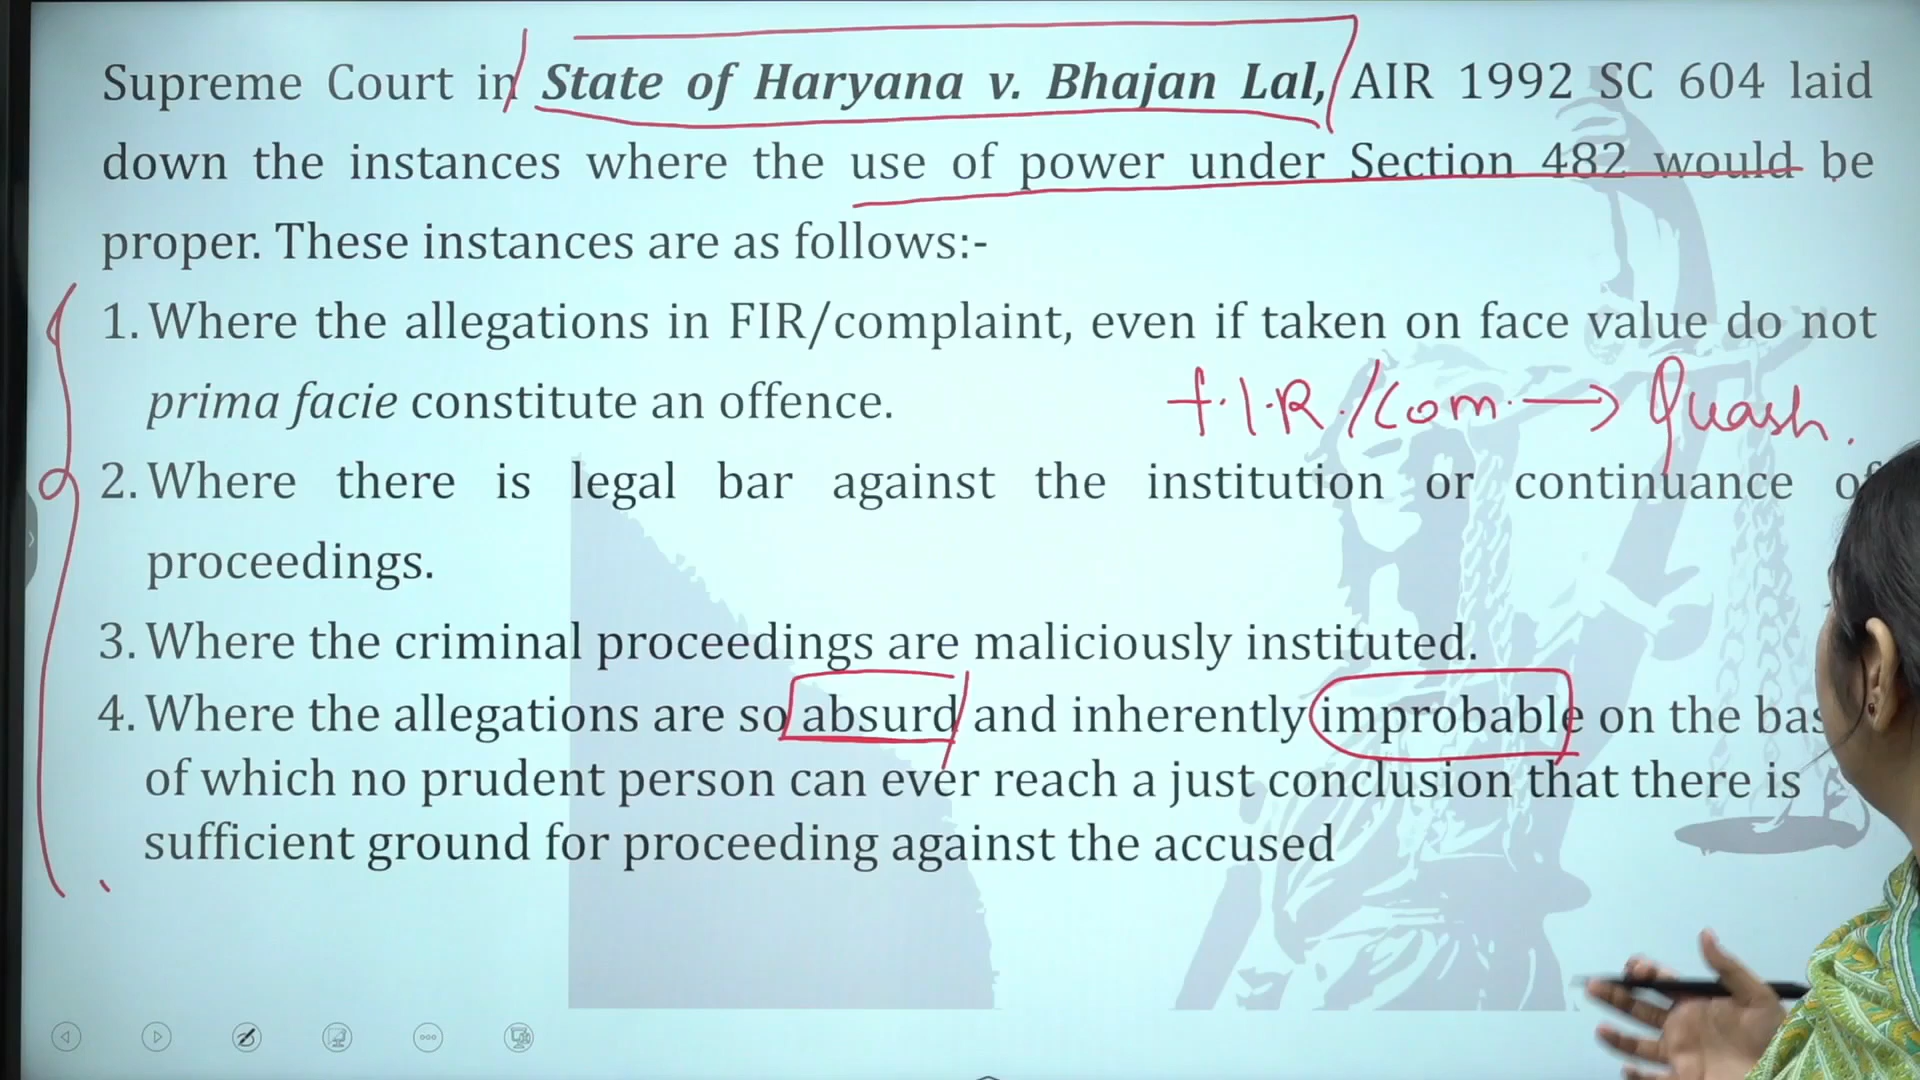 Supreme Court in State of Haryana v. Bhajan Lal, AIR 1992 SC 604 laid
down the instances where the use of power under Section 482 would be
proper. These instances are as follows:-
1. Where the allegations in FIR/complaint, even if taken on face value do not
prima facie constitute an offence.
F.I.R./Com. → Quash.
2. Where there is legal bar against the institution or continuance of
proceedings.
3. Where the criminal proceedings are maliciously instituted.
4. Where the allegations are so absurd and inherently improbable on the bas
of which no prudent person can ever reach a just conclusion that there is
sufficient ground for proceeding against the accused